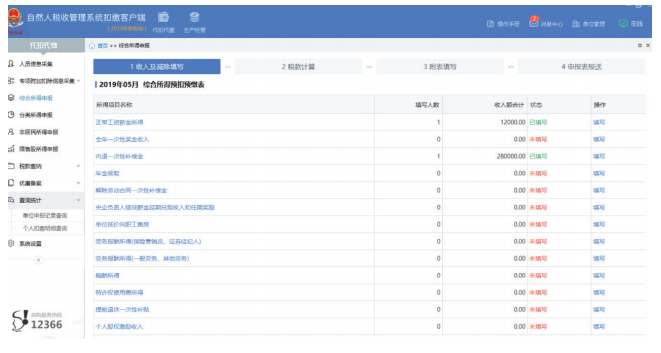 自然人税收管理系统扣缴客户端
代扣代缴
生产经营
操作手册
消息中心
单位管理
在线
代扣代缴
首页 综合所得申报
人员信息采集
专项附加扣除信息采集
综合所得申报
分类所得申报
非居民所得申报
限售股所得申报
税款缴纳
优惠备案
查询统计
单位申报记录查询
个人扣缴明细查询
系统设置
纳税服务热线
12366
1 收入及减除填写 2 税款计算 3 附表填写 4 申报表报送
2019年05月 综合所得预扣预缴表
所得项目名称 填写人数 收入额合计 状态 操作
正常工资薪金所得 1 12000.00 已填写 填写
全年一次性奖金收入 0 0.00 未填写 填写
内退一次性补偿金 1 280000.00 已填写 填写
年金领取 0 0.00 未填写 填写
解除劳动合同一次性补偿金 0 0.00 未填写 填写
央企负责人绩效薪金延期兑现收入和任期奖励 0 0.00 未填写 填写
单位低价向职工售房 0 0.00 未填写 填写
劳务报酬所得(保险营销员、证券经纪人) 0 0.00 未填写 填写
劳务报酬所得(一般劳务、其他劳务) 0 0.00 未填写 填写
稿酬所得 0 0.00 未填写 填写
特许权使用费所得 0 0.00 未填写 填写
提前退休一次性补贴 0 0.00 未填写 填写
个人股权激励收入 0 0.00 未填写 填写